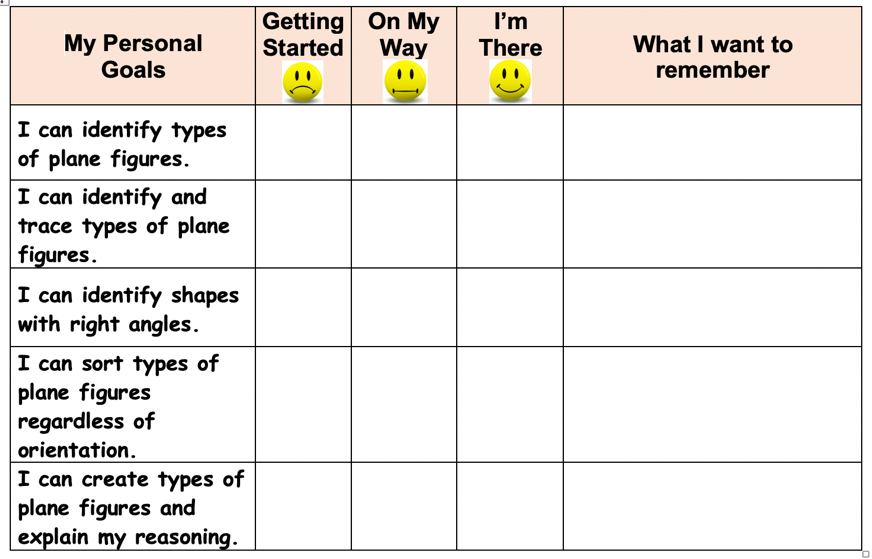 My Personal
Goals
Getting
Started
On My
Way
I'm
There
What I want to
remember
I can identify types
of plane figures.
I can identify and
trace types of plane
figures.
I can identify shapes
with right angles.
I can sort types of
plane figures
regardless of
orientation.
I can create types of
plane figures and
explain my reasoning.